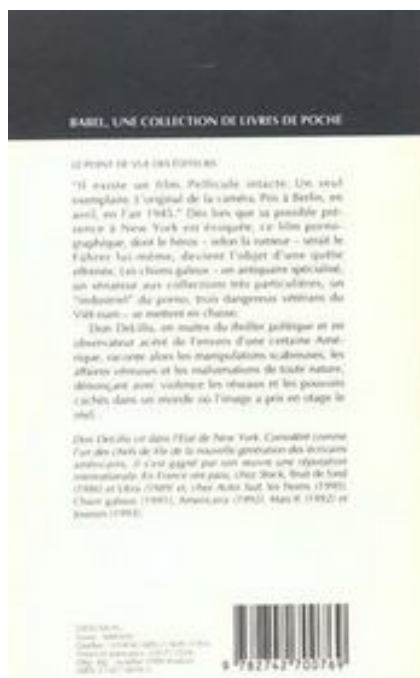 BABEL, UNE COLLECTION DE LIVRES DE POCHE
LE POINT DE VUE DES ÉDITEURS
"Il existe un film. Pellicule intacte. Un seul
exemplaire. L'original de la caméra. Pris à Berlin, en
avril, en l'an 1945." Dès lors que sa possible pré-
sence à New York est évoquée, ce film porno-
graphique, dont le héros – selon la rumeur – serait le
Führer lui-même, devient l'objet d'une quête
effrénée. Les chiens galeux – un antiquaire spécialisé,
un sénateur aux collections très particulières, un
"industriel" du porno, trois dangereux vétérans du
Viêt-nam – se mettent en chasse.
Don DeLillo, en maître du thriller politique et en
observateur acéré de l'envers d'une certaine Amé-
rique, raconte alors les manipulations scabreuses, les
affaires véreuses et les malversations de toute nature,
dénonçant avec violence les réseaux et les pouvoirs
cachés dans un monde où l'image a pris en otage le
réel.
Don DeLillo vit dans l'Etat de New York. Considéré comme
l'un des chefs de file de la nouvelle génération des écrivains
américains, il s'est gagné par son œuvre une réputation
internationale. En France ont paru, chez Stock, Bruit de fond
(1986) et Libra (1989) et, chez Actes Sud, les Noms (1990),
Chien galeux (1991), Americana (1992), Mao II (1992) et
Joueurs (1993).
9 782742 700769